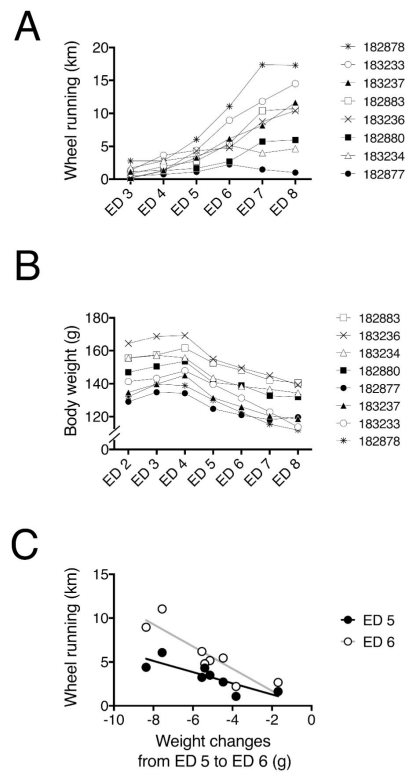 A
Wheel running (km)
20
15
10
5
0
ED 3
ED 4
ED 5
ED 6
ED 7
ED 8
182878
183233
183237
182883
183236
182880
183234
182877
B
Body weight (g)
180
160
140
120
0
ED 2
ED 3
ED 4
ED 5
ED 6
ED 7
ED 8
182883
183236
183234
182880
182877
183237
183233
182878
C
Wheel running (km)
15
10
5
0
-10
-8
-6
-4
-2
0
Weight changes
from ED 5 to ED 6 (g)
ED 5
ED 6